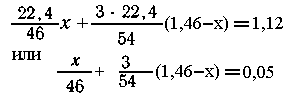 22,4/46 x + 3 · 22,4/54 (1,46−x) = 1,12
или
x/46 + 3/54 (1,46−x) = 0,05